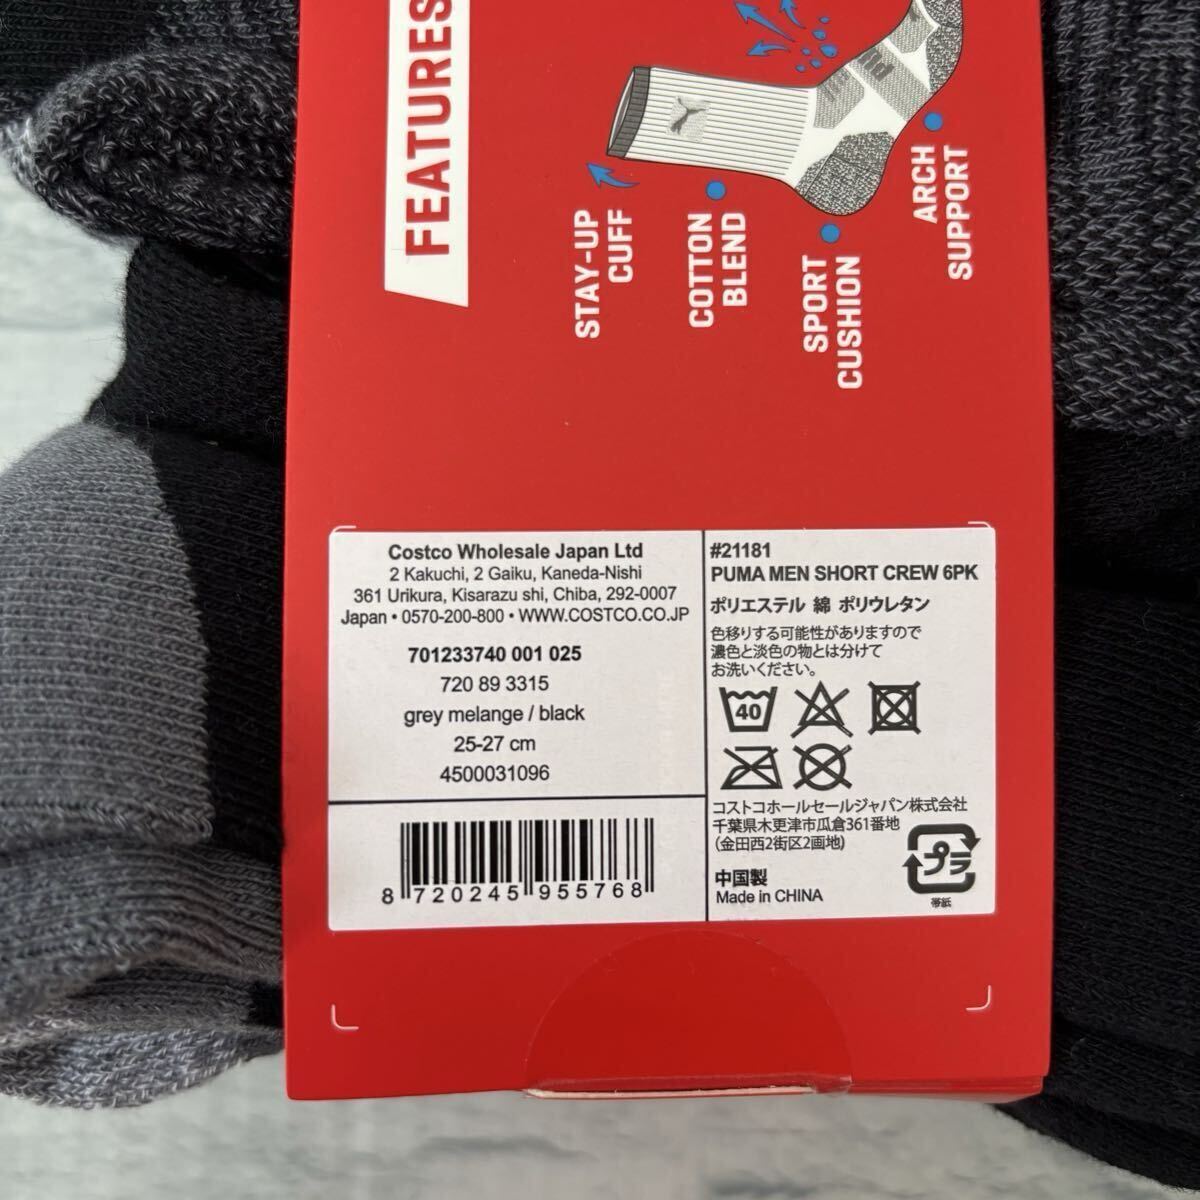 FEATURES
STAY-UP
CUFF
COTTON
BLEND
SPORT
CUSHION
ARCH
SUPPORT
Costco Wholesale Japan Ltd
2 Kakuchi, 2 Gaiku, Kaneda-Nishi
361 Urikura, Kisarazu shi, Chiba, 292-0007
Japan • 0570-200-800 • WWW.COSTCO.CO.JP
701233740 001 025
720 89 3315
grey melange / black
25-27 cm
4500031096
8 720245 955768
#21181
PUMA MEN SHORT CREW 6PK
ポリエステル 綿 ポリウレタン
色移りする可能性がありますので
濃色と淡色の物とは分けて
お洗いください。
40
コストコホールセールジャパン株式会社
千葉県木更津市瓜倉361番地
(金田西2街区2画地)
中国製
Made in CHINA
プラ
帯紙